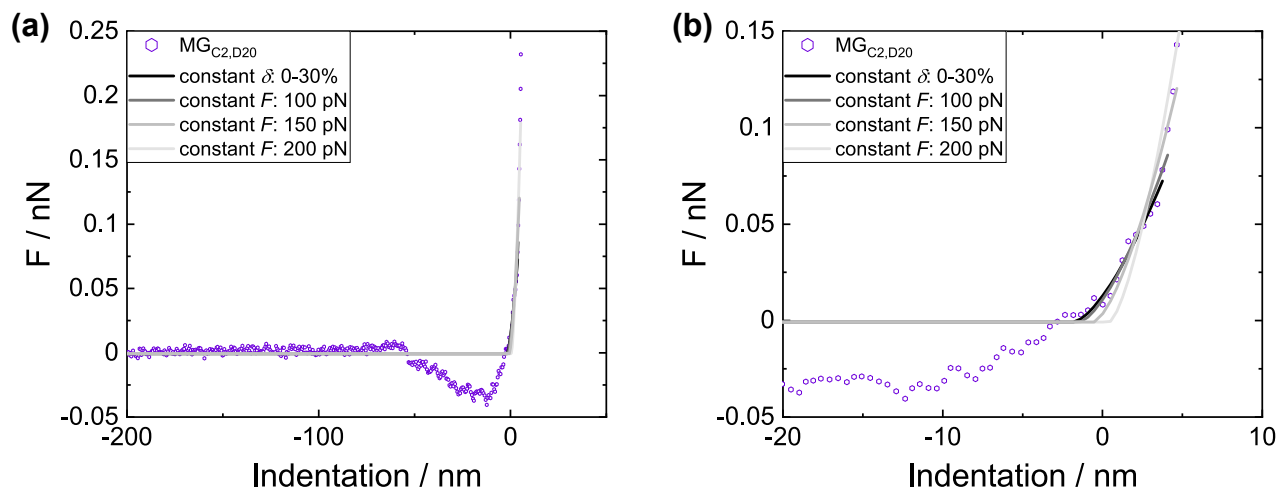 (a)
0.25
0.2
0.15
0.1
0.05
0
-0.05
F / nN
MG_C2,D20
constant δ: 0-30%
constant F: 100 pN
constant F: 150 pN
constant F: 200 pN
-200
-100
0
Indentation / nm
(b)
0.15
0.1
0.05
0
-0.05
F / nN
MG_C2,D20
constant δ: 0-30%
constant F: 100 pN
constant F: 150 pN
constant F: 200 pN
-20
-10
0
10
Indentation / nm